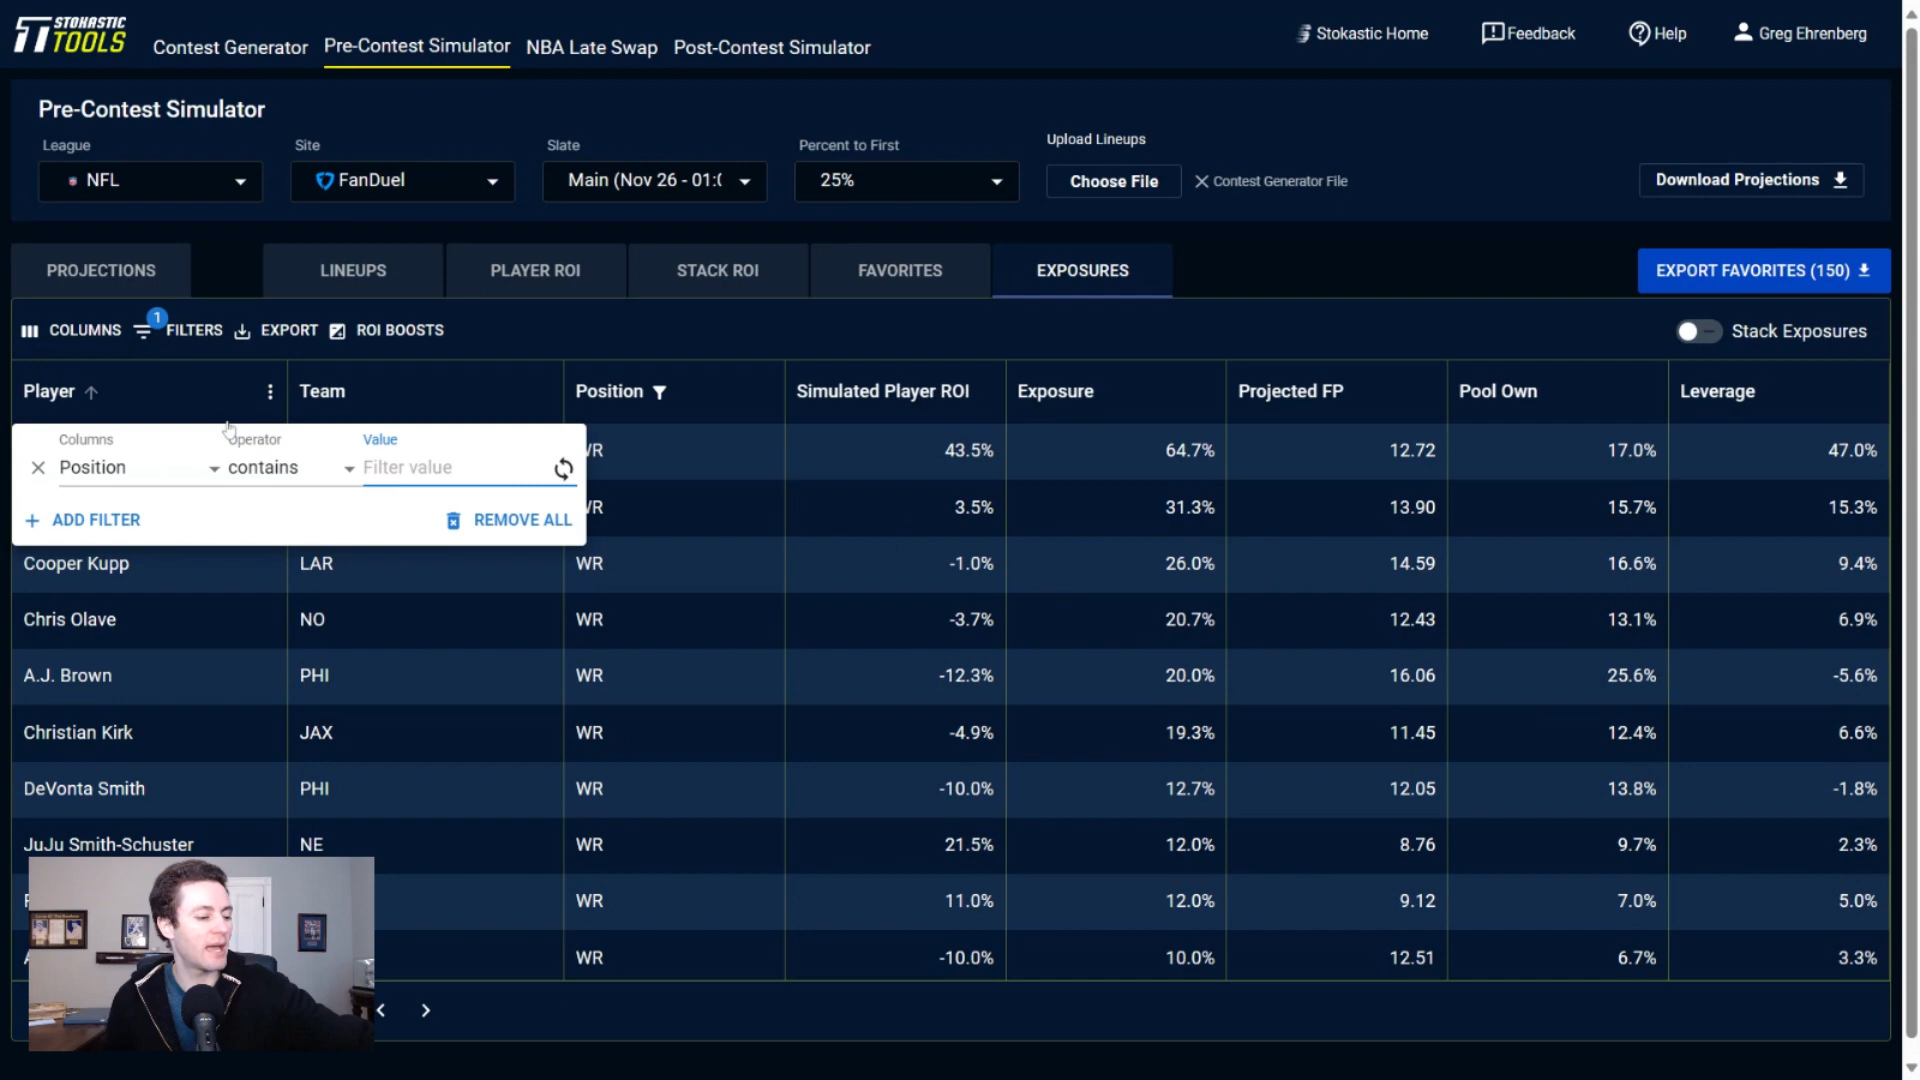 STOKASTIC
TOOLS
Contest Generator
Pre-Contest Simulator
NBA Late Swap
Post-Contest Simulator
Stokastic Home
Feedback
Help
Greg Ehrenberg
Pre-Contest Simulator
League
Site
Slate
Percent to First
Upload Lineups
NFL
FanDuel
Main (Nov 26 - 01:(
25%
Choose File
Contest Generator File
Download Projections
PROJECTIONS
LINEUPS
PLAYER ROI
STACK ROI
FAVORITES
EXPOSURES
EXPORT FAVORITES (150)
COLUMNS
1
FILTERS
EXPORT
ROI BOOSTS
Stack Exposures
Player
Team
Position
Simulated Player ROI
Exposure
Projected FP
Pool Own
Leverage
Columns
Operator
Value
Position
contains
Filter value
ADD FILTER
REMOVE ALL
WR 43.5% 64.7% 12.72 17.0% 47.0%
WR 3.5% 31.3% 13.90 15.7% 15.3%
Cooper Kupp LAR WR -1.0% 26.0% 14.59 16.6% 9.4%
Chris Olave NO WR -3.7% 20.7% 12.43 13.1% 6.9%
A.J. Brown PHI WR -12.3% 20.0% 16.06 25.6% -5.6%
Christian Kirk JAX WR -4.9% 19.3% 11.45 12.4% 6.6%
DeVonta Smith PHI WR -10.0% 12.7% 12.05 13.8% -1.8%
JuJu Smith-Schuster NE WR 21.5% 12.0% 8.76 9.7% 2.3%
WR 11.0% 12.0% 9.12 7.0% 5.0%
WR -10.0% 10.0% 12.51 6.7% 3.3%